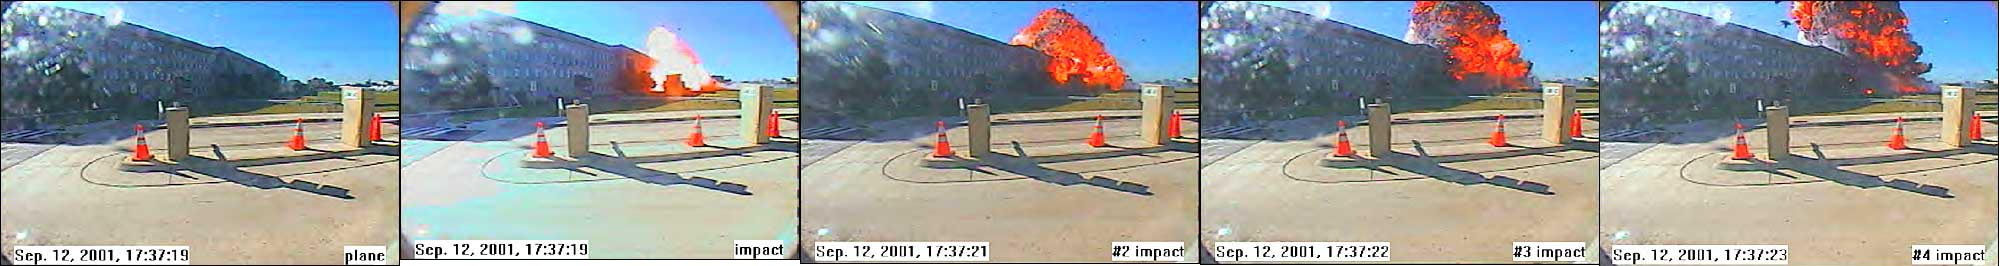 Sep. 12, 2001, 17:37:19 plane
Sep. 12, 2001, 17:37:19 impact
Sep. 12, 2001, 17:37:21 #2 impact
Sep. 12, 2001, 17:37:22 #3 impact
Sep. 12, 2001, 17:37:23 #4 impact